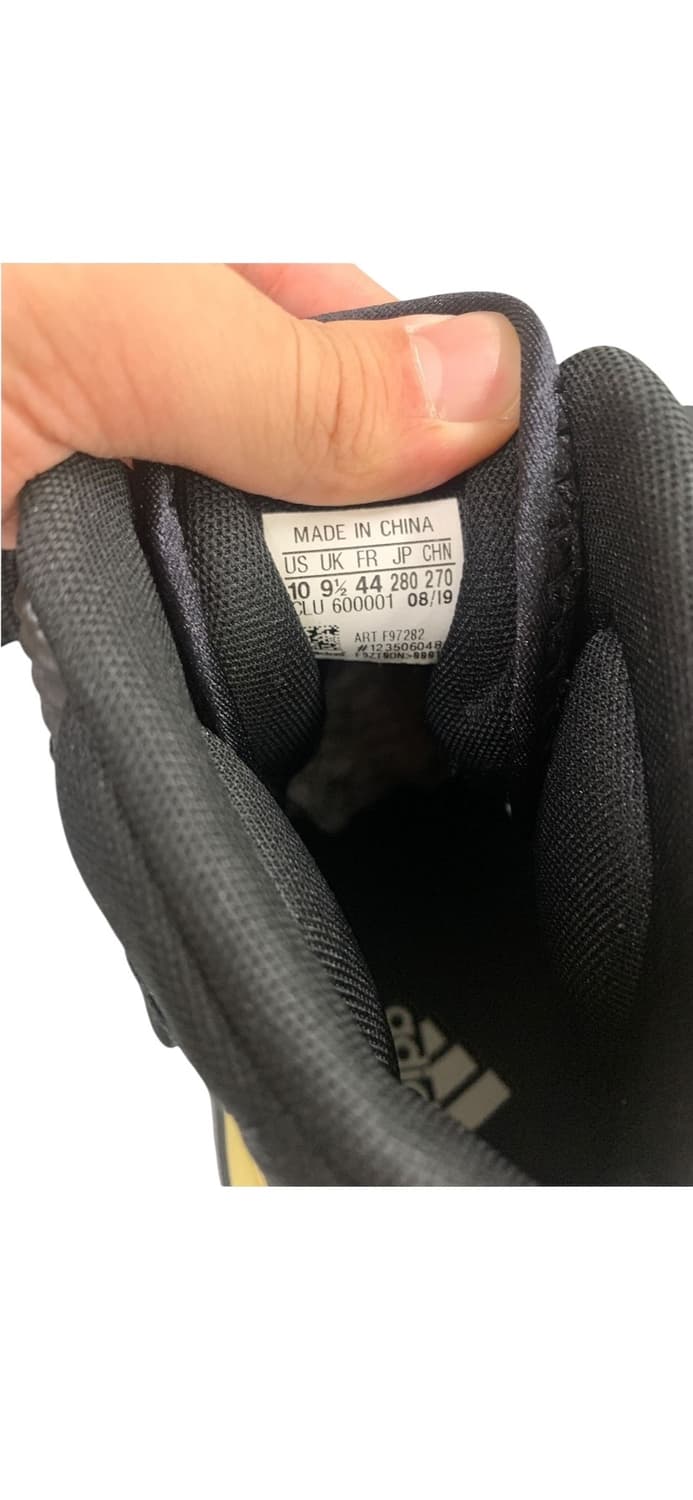 MADE IN CHINA
US UK FR JP CHN
10 9½ 44 280 270
CLU 600001 08/19
ART F97282
#123506048